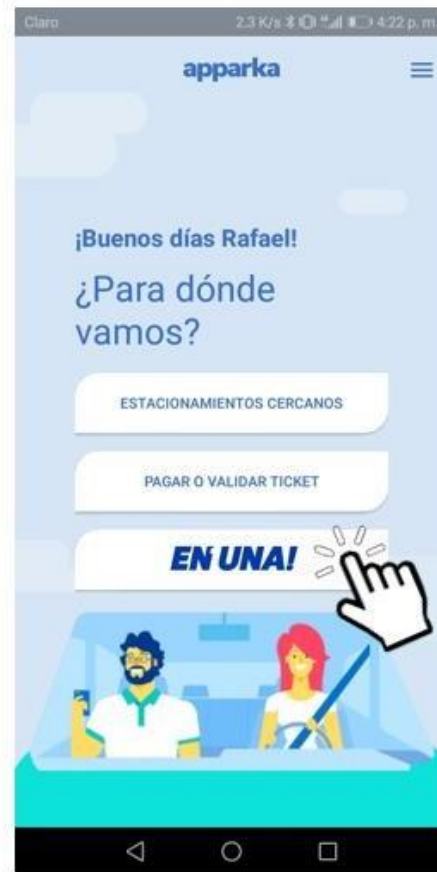 Claro 2.3 K/s 4:22 p. m.
apparka
¡Buenos días Rafael!
¿Para dónde
vamos?
ESTACIONAMIENTOS CERCANOS
PAGAR O VALIDAR TICKET
EN UNA!